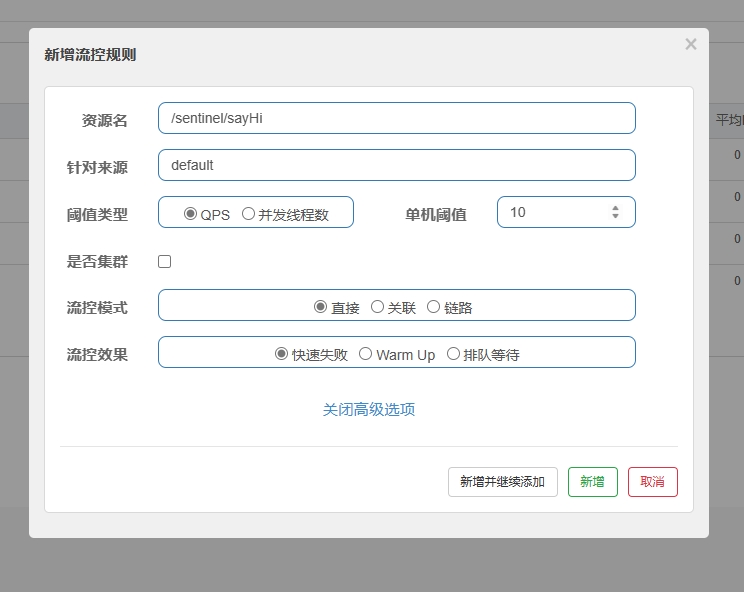 新增流控规则
×
资源名 /sentinel/sayHi
针对来源 default
阈值类型 QPS 并发线程数 单机阈值 10
是否集群
流控模式 直接 关联 链路
流控效果 快速失败 Warm Up 排队等待
关闭高级选项
新增并继续添加 新增 取消
平均
0
0
0
0